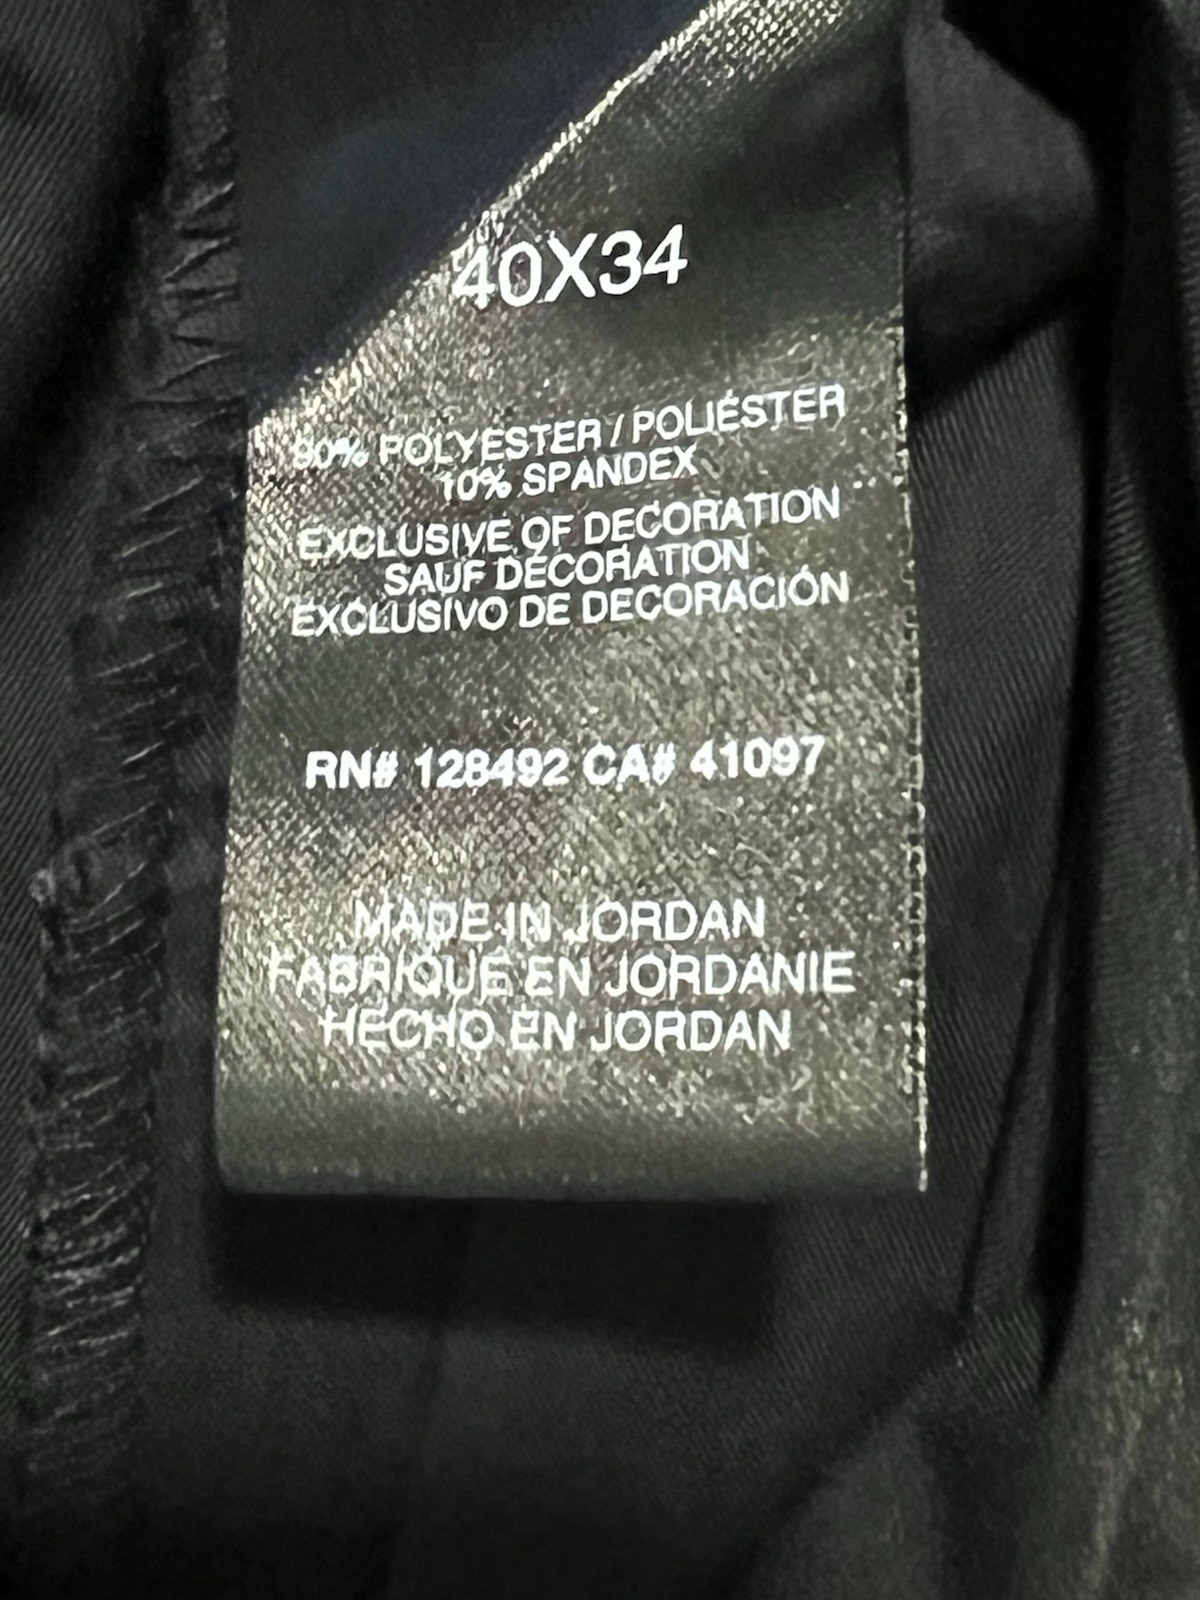 40X34
90% POLYESTER / POLIÉSTER
10% SPANDEX
EXCLUSIVE OF DECORATION
SAUF DÉCORATION
EXCLUSIVO DE DECORACIÓN
RN# 128492 CA# 41097
MADE IN JORDAN
FABRIQUÉ EN JORDANIE
HECHO EN JORDAN